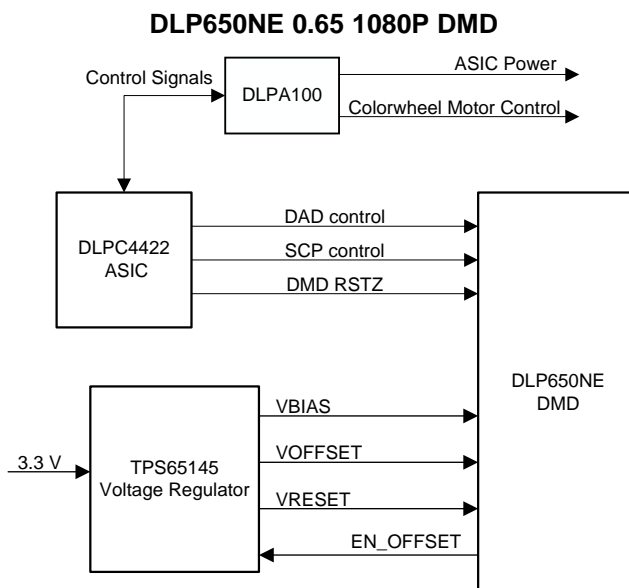 DLP650NE 0.65 1080P DMD
ASIC Power
Control Signals
DLPA100
Colorwheel Motor Control
DAD control
DLPC4422
ASIC
SCP control
DMD RSTZ
DLP650NE
DMD
VBIAS
3.3 V
TPS65145
Voltage Regulator
VOFFSET
VRESET
EN_OFFSET